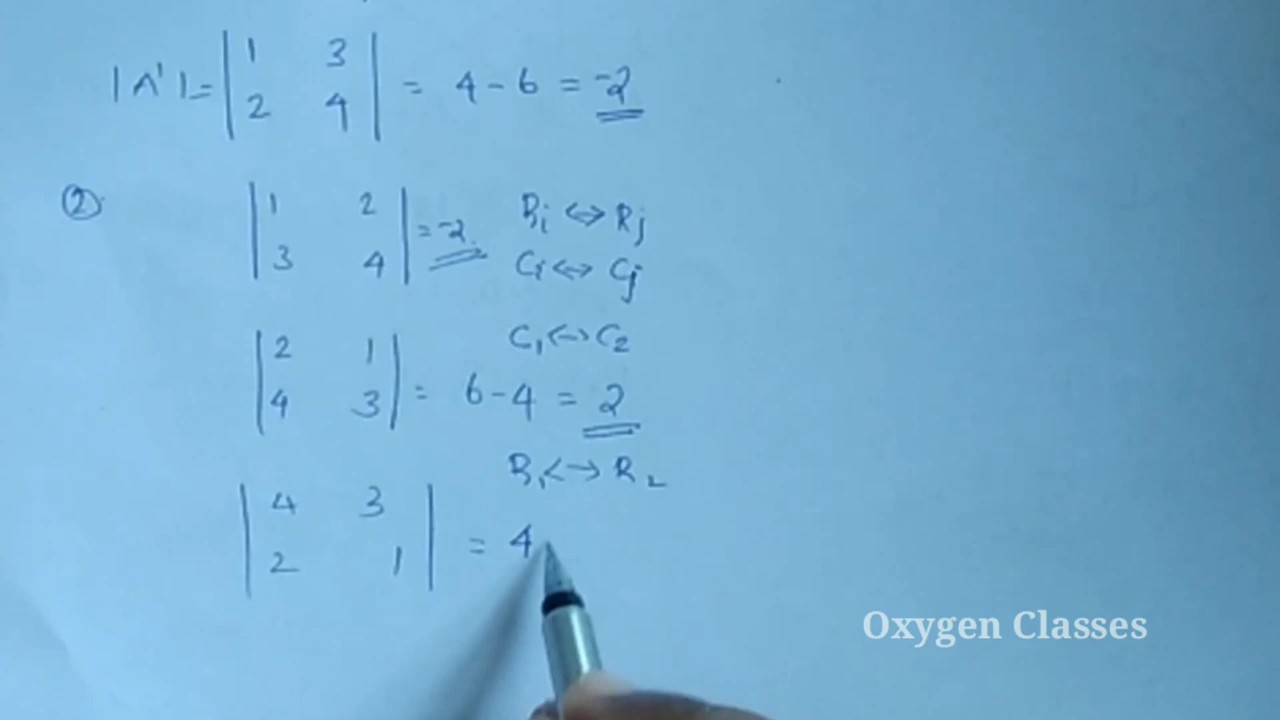 |A'| = | 1 3 | = 4 - 6 = -2
| 2 4 |
② | 1 2 | = -2 Ri ↔ Rj
| 3 4 | Ci ↔ Cj
C1 ↔ C2
| 2 1 | = 6 - 4 = 2
| 4 3 |
R1 ↔ R2
| 4 3 | = 4
| 2 1 |
Oxygen Classes